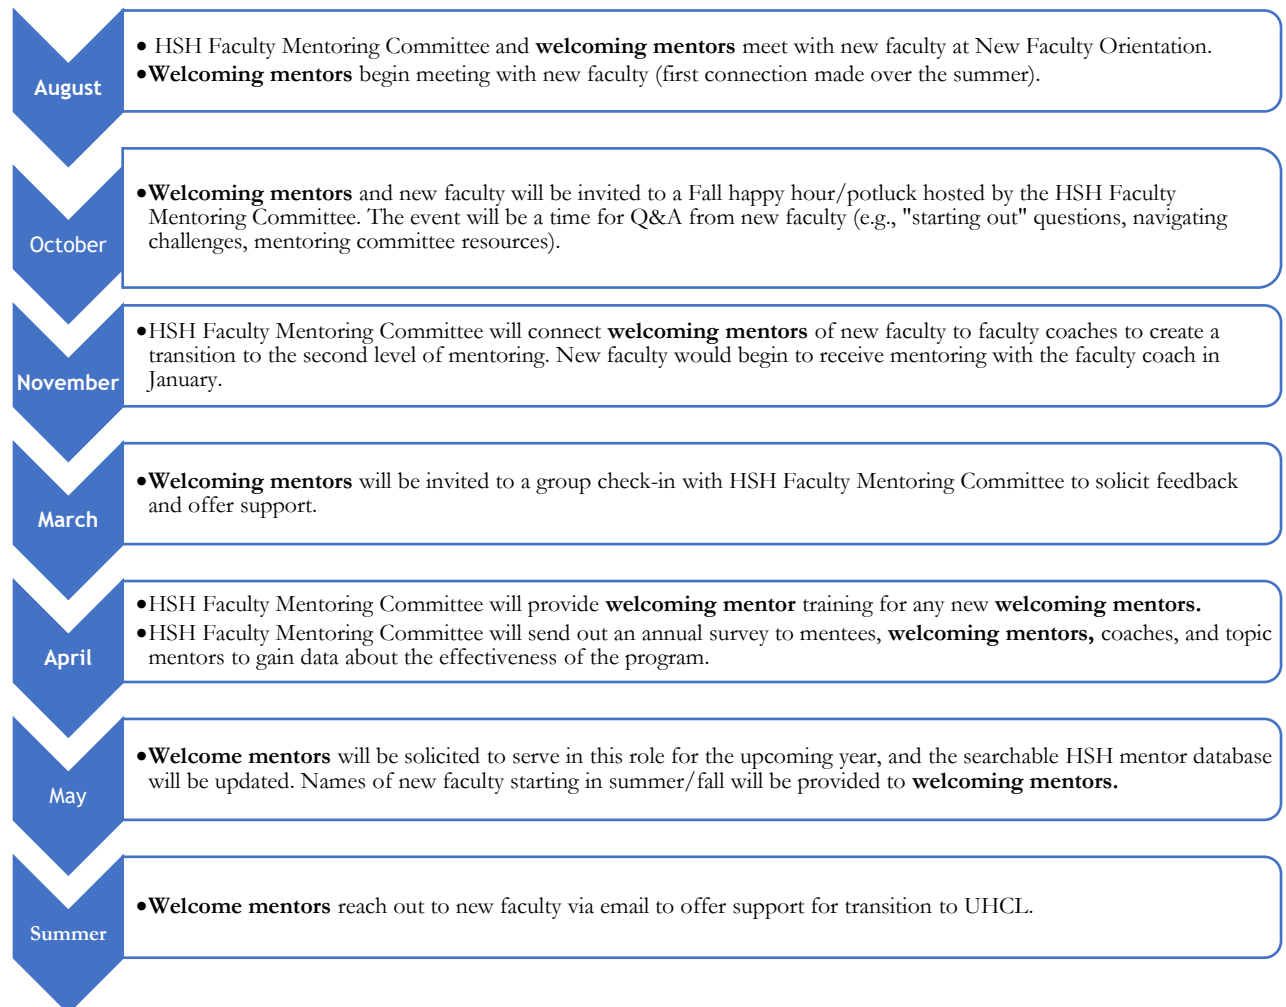 August
• HSH Faculty Mentoring Committee and welcoming mentors meet with new faculty at New Faculty Orientation.
•Welcoming mentors begin meeting with new faculty (first connection made over the summer).
October
•Welcoming mentors and new faculty will be invited to a Fall happy hour/potluck hosted by the HSH Faculty
Mentoring Committee. The event will be a time for Q&A from new faculty (e.g., "starting out" questions, navigating
challenges, mentoring committee resources).
November
•HSH Faculty Mentoring Committee will connect welcoming mentors of new faculty to faculty coaches to create a
transition to the second level of mentoring. New faculty would begin to receive mentoring with the faculty coach in
January.
March
•Welcoming mentors will be invited to a group check-in with HSH Faculty Mentoring Committee to solicit feedback
and offer support.
April
•HSH Faculty Mentoring Committee will provide welcoming mentor training for any new welcoming mentors.
•HSH Faculty Mentoring Committee will send out an annual survey to mentees, welcoming mentors, coaches, and topic
mentors to gain data about the effectiveness of the program.
May
•Welcome mentors will be solicited to serve in this role for the upcoming year, and the searchable HSH mentor database
will be updated. Names of new faculty starting in summer/fall will be provided to welcoming mentors.
Summer
•Welcome mentors reach out to new faculty via email to offer support for transition to UHCL.